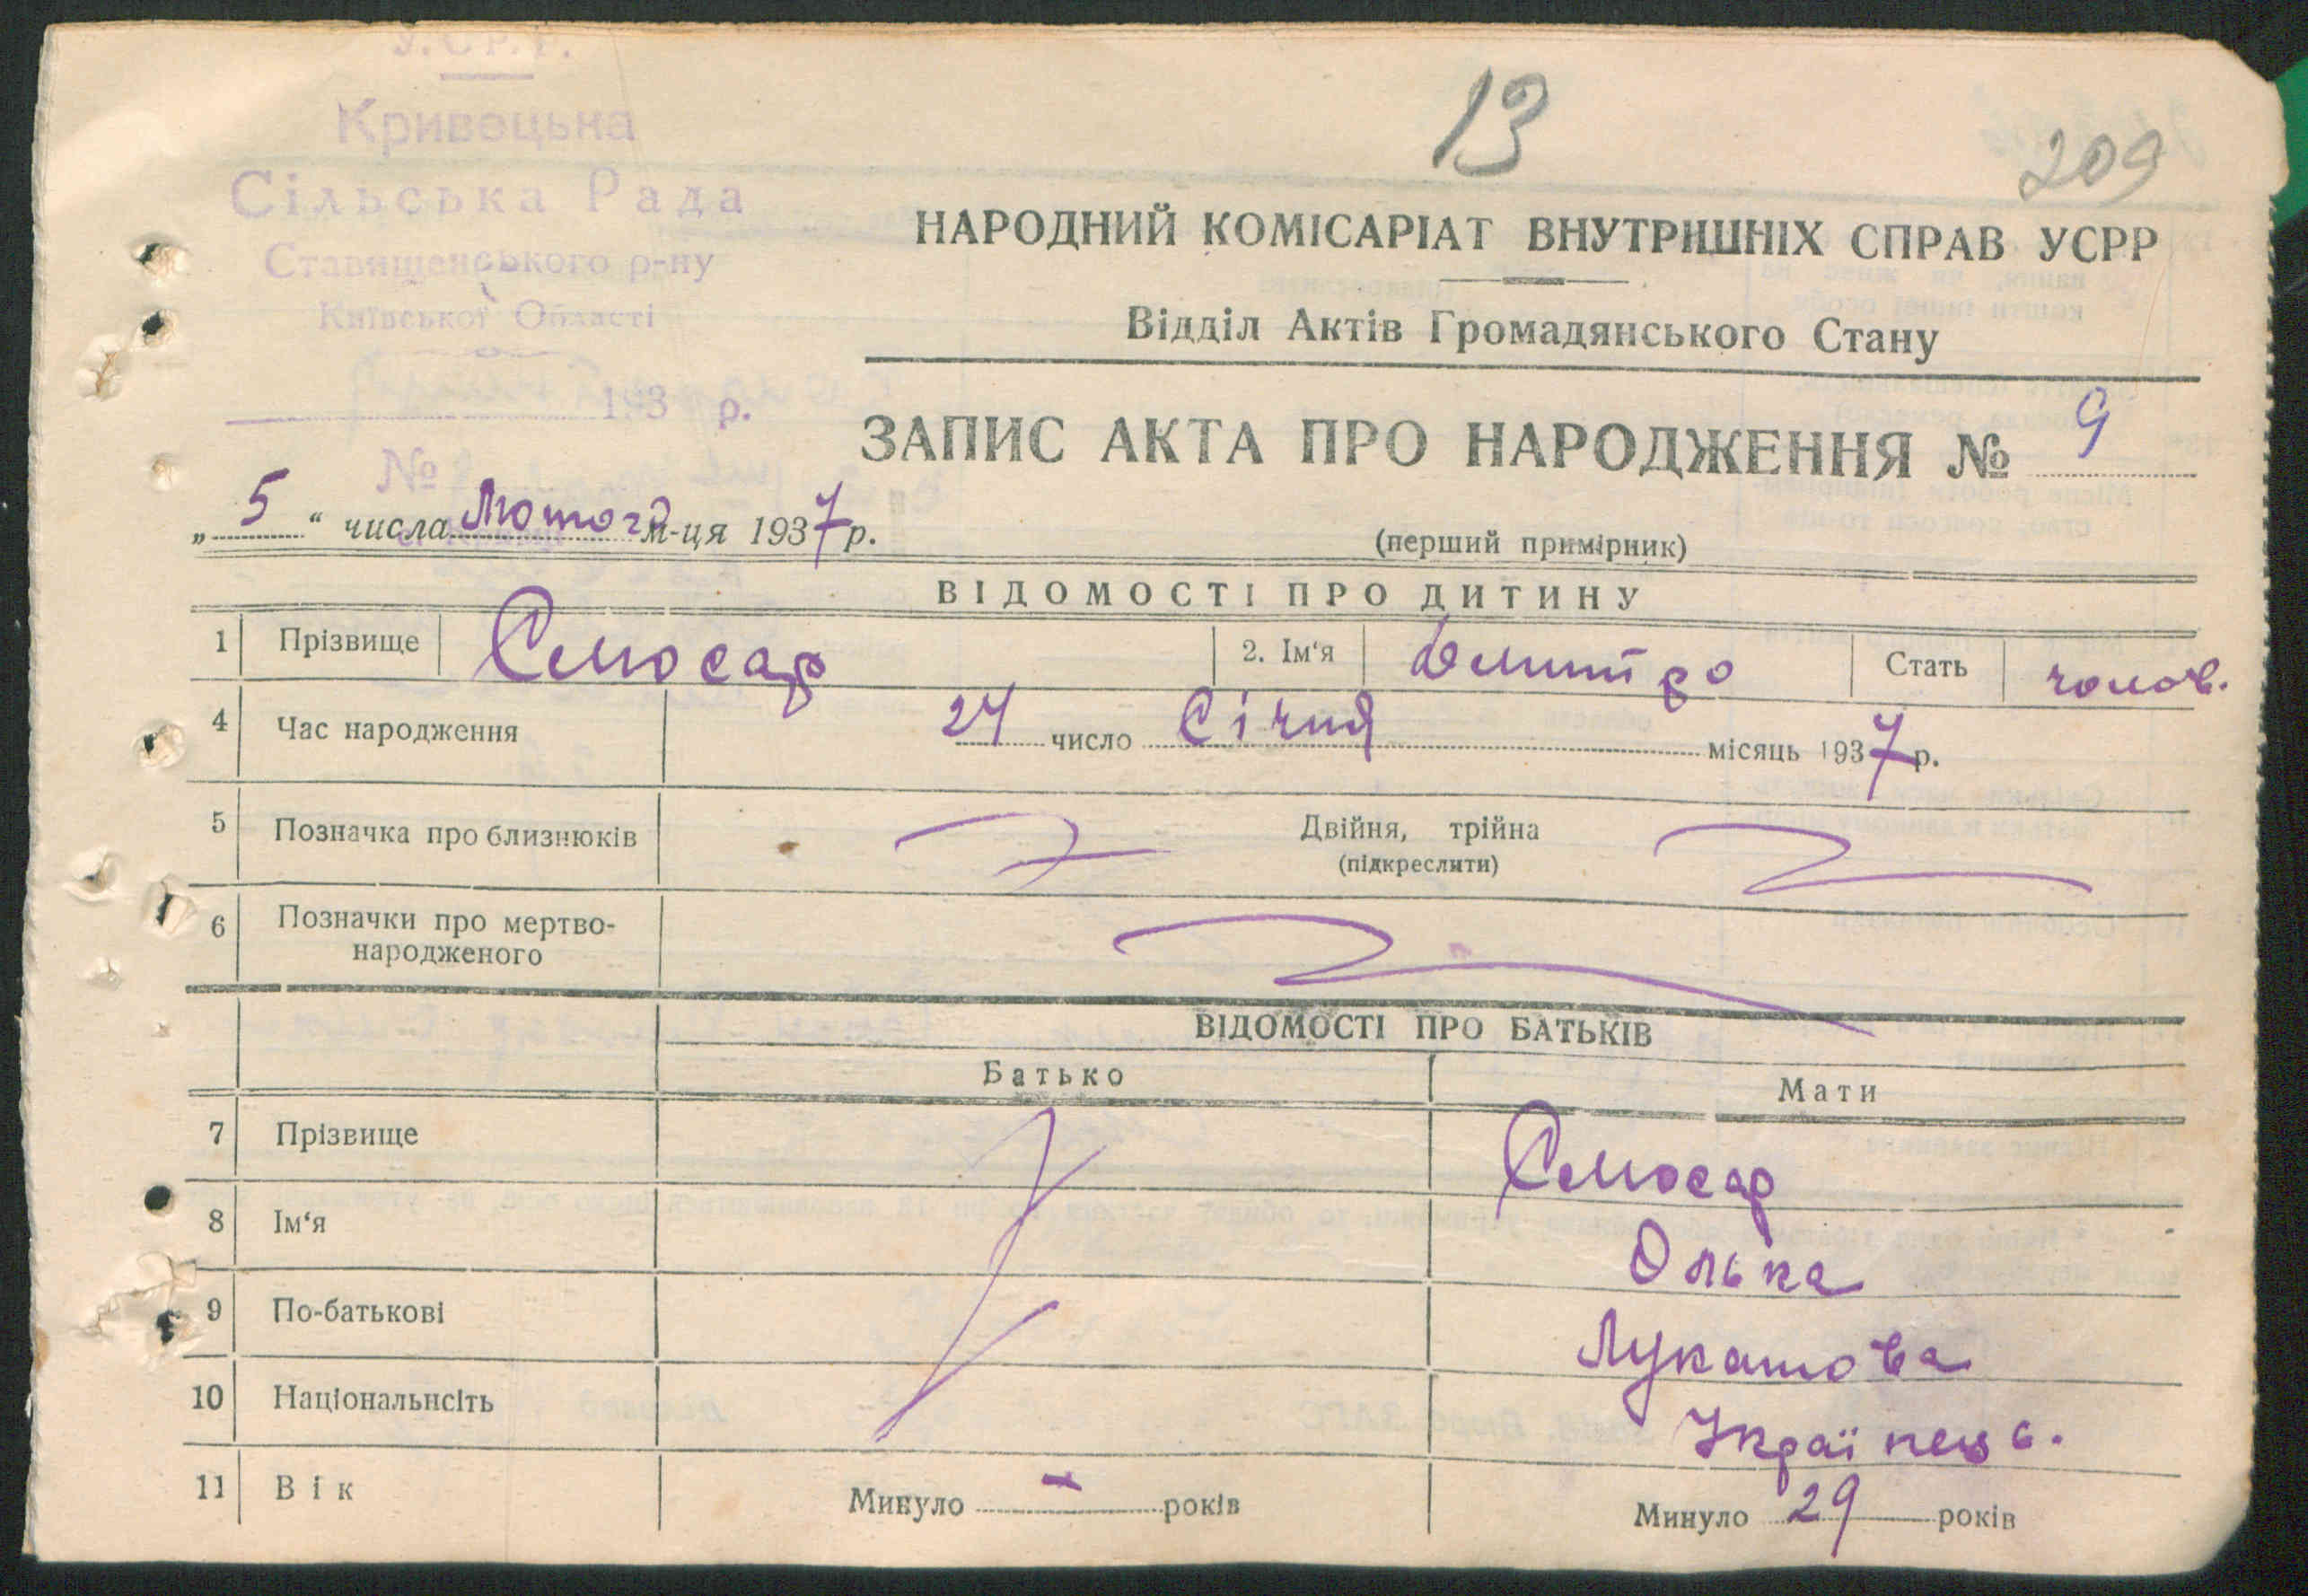 У.С.Р.Р.
Кривецька
Сільська Рада
Ставищенського р-ну
Київської Області
193 р.
№
13
209
НАРОДНИЙ КОМІСАРІАТ ВНУТРИШНІХ СПРАВ УСРР
Відділ Актів Громадянського Стану
ЗАПИС АКТА ПРО НАРОДЖЕННЯ № 9
„5“ числа Лютого м-ця 1937 р.
(перший примірник)
ВІДОМОСТІ ПРО ДИТИНУ
1 Прізвище Слюсар 2. Ім‘я Дмитро Стать чолов.
4 Час народження 24 число Січня місяць 1937 р.
5 Позначка про близнюків Двійня, трійна
(підкреслити)
6 Позначки про мертво-
народженого
ВІДОМОСТІ ПРО БАТЬКІВ
Батько Мати
7 Прізвище Слюсар
8 Ім‘я Олька
9 По-батькові Лукашова
10 Національнсіть Україненс.
11 Вік Минуло - років Минуло 29 років